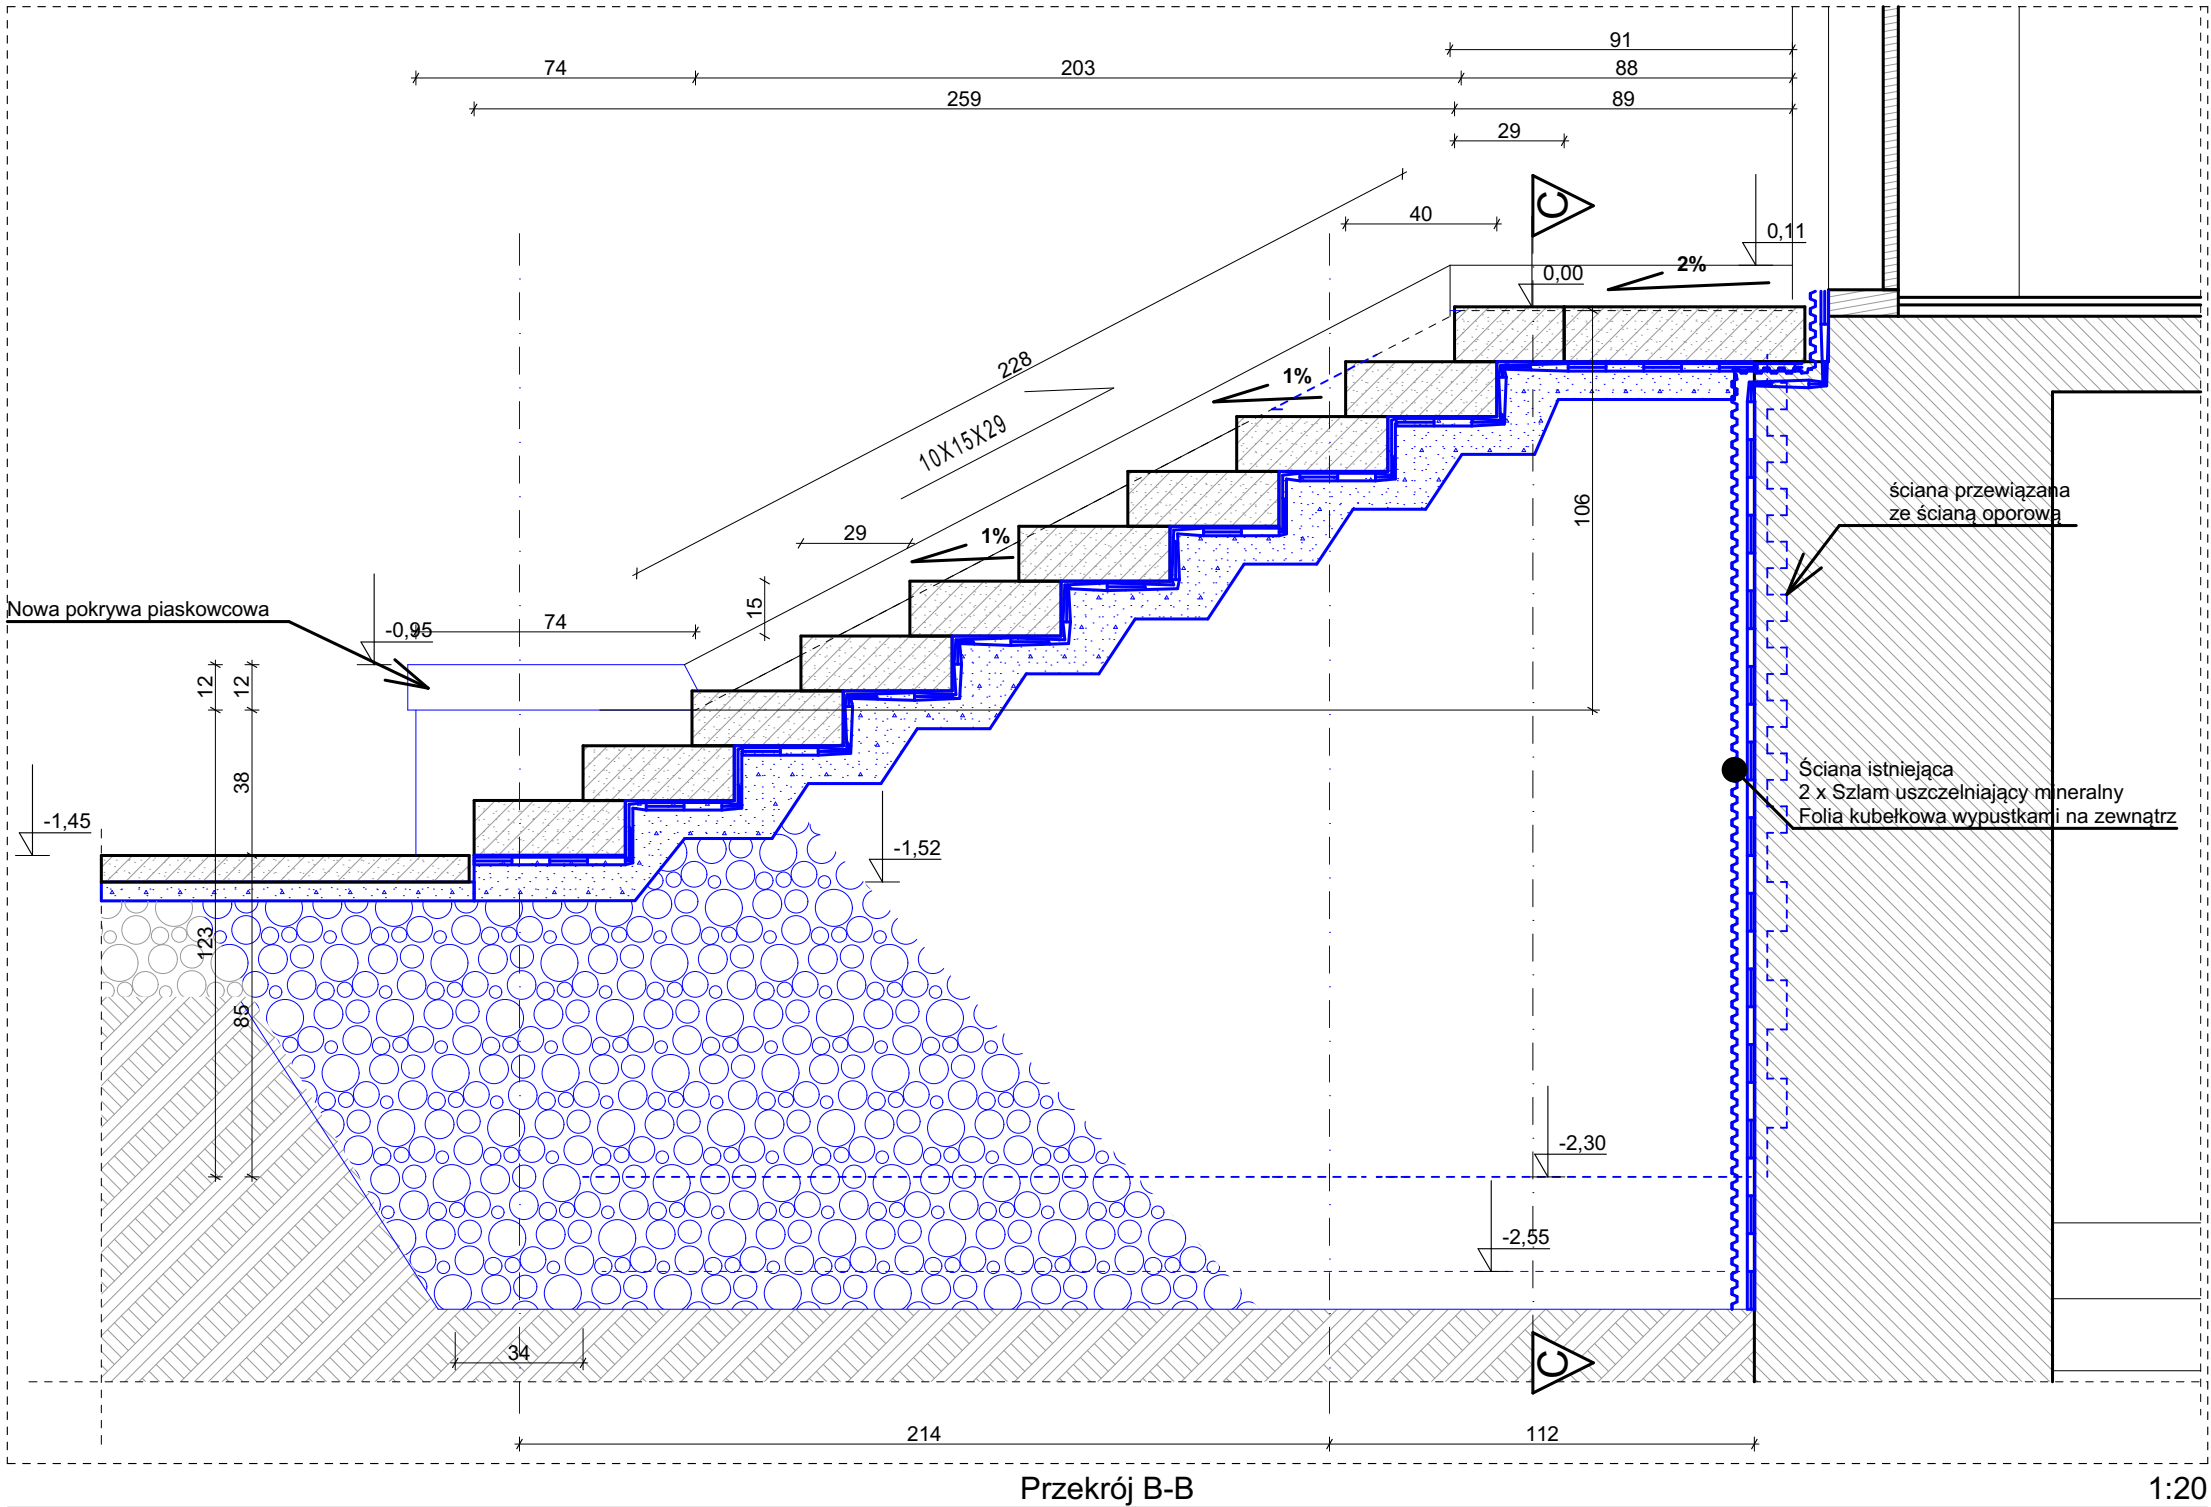 91
74 203 88
259 89
29
C
40
0,11
2%
0,00
228
1%
10X15X29
106
ściana przewiązana
ze ścianą oporową
29
1%
15
Nowa pokrywa piaskowcowa
-0,95
74
12 12
38
Ściana istniejąca
2 x Szlam uszczelniający mineralny
Folia kubełkowa wypustkami na zewnątrz
-1,45
-1,52
123
85
-2,30
-2,55
34
C
214 112
Przekrój B-B 1:20